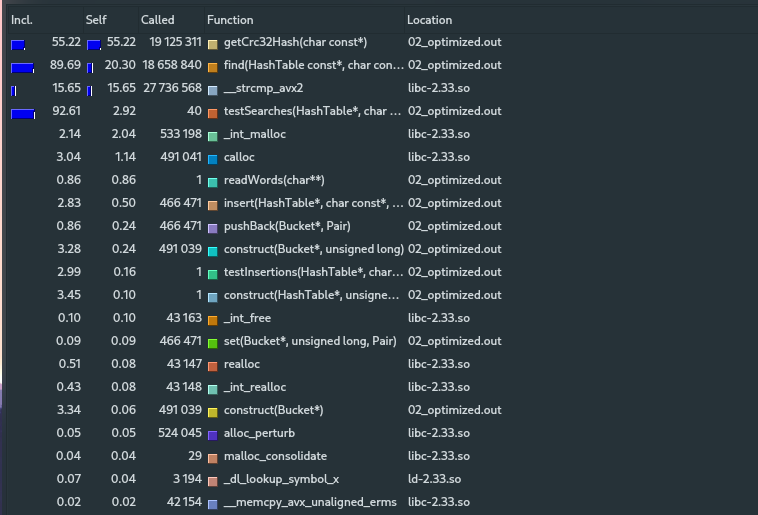 Incl. Self Called Function Location
55.22 55.22 19 125 311 getCrc32Hash(char const*) 02_optimized.out
89.69 20.30 18 658 840 find(HashTable const*, char con... 02_optimized.out
15.65 15.65 27 736 568 __strcmp_avx2 libc-2.33.so
92.61 2.92 40 testSearches(HashTable*, char ... 02_optimized.out
2.14 2.04 533 198 _int_malloc libc-2.33.so
3.04 1.14 491 041 calloc libc-2.33.so
0.86 0.86 1 readWords(char**) 02_optimized.out
2.83 0.50 466 471 insert(HashTable*, char const*, ... 02_optimized.out
0.86 0.24 466 471 pushBack(Bucket*, Pair) 02_optimized.out
3.28 0.24 491 039 construct(Bucket*, unsigned long) 02_optimized.out
2.99 0.16 1 testInsertions(HashTable*, char... 02_optimized.out
3.45 0.10 1 construct(HashTable*, unsigne... 02_optimized.out
0.10 0.10 43 163 _int_free libc-2.33.so
0.09 0.09 466 471 set(Bucket*, unsigned long, Pair) 02_optimized.out
0.51 0.08 43 147 realloc libc-2.33.so
0.43 0.08 43 148 _int_realloc libc-2.33.so
3.34 0.06 491 039 construct(Bucket*) 02_optimized.out
0.05 0.05 524 045 alloc_perturb libc-2.33.so
0.04 0.04 29 malloc_consolidate libc-2.33.so
0.07 0.04 3 194 _dl_lookup_symbol_x ld-2.33.so
0.02 0.02 42 154 __memcpy_avx_unaligned_erms libc-2.33.so